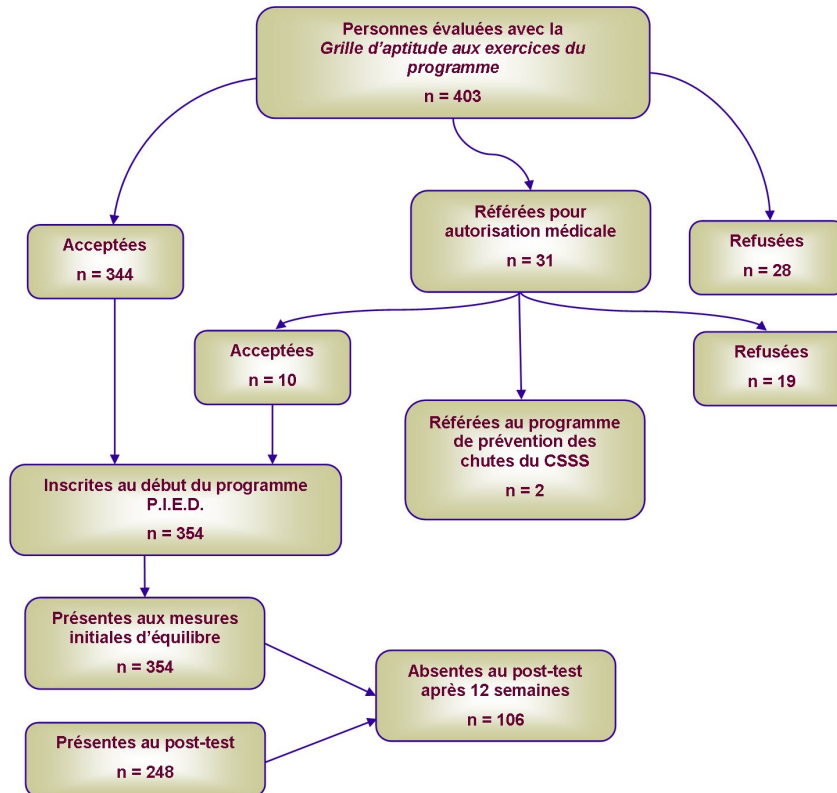 Personnes évaluées avec la
Grille d'aptitude aux exercices du
programme
n = 403
Acceptées
n = 344
Référées pour
autorisation médicale
n = 31
Refusées
n = 28
Acceptées
n = 10
Référées au programme
de prévention des
chutes du CSSS
n = 2
Refusées
n = 19
Inscrites au début du programme
P.I.E.D.
n = 354
Présentes aux mesures
initiales d'équilibre
n = 354
Absentes au post-test
après 12 semaines
n = 106
Présentes au post-test
n = 248